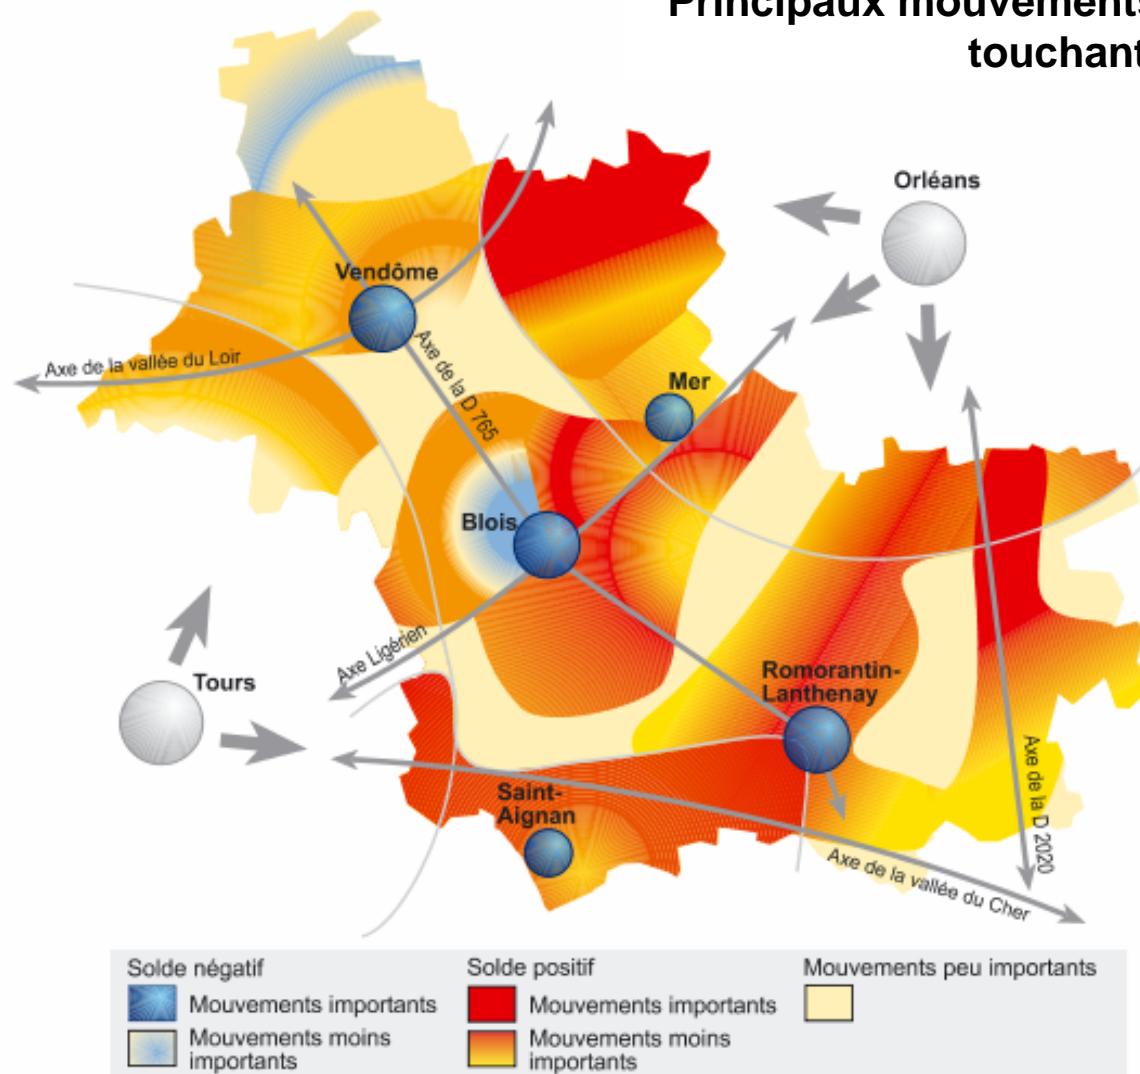 Principaux mouvements
touchant
Orléans
Vendôme
Axe de la vallée du Loir
Axe de la D 765
Mer
Blois
Axe Ligérien
Tours
Romorantin-
Lanthenay
Saint-
Aignan
Axe de la D 2020
Axe de la vallée du Cher
Solde négatif
Mouvements importants
Mouvements moins
importants
Solde positif
Mouvements importants
Mouvements moins
importants
Mouvements peu importants